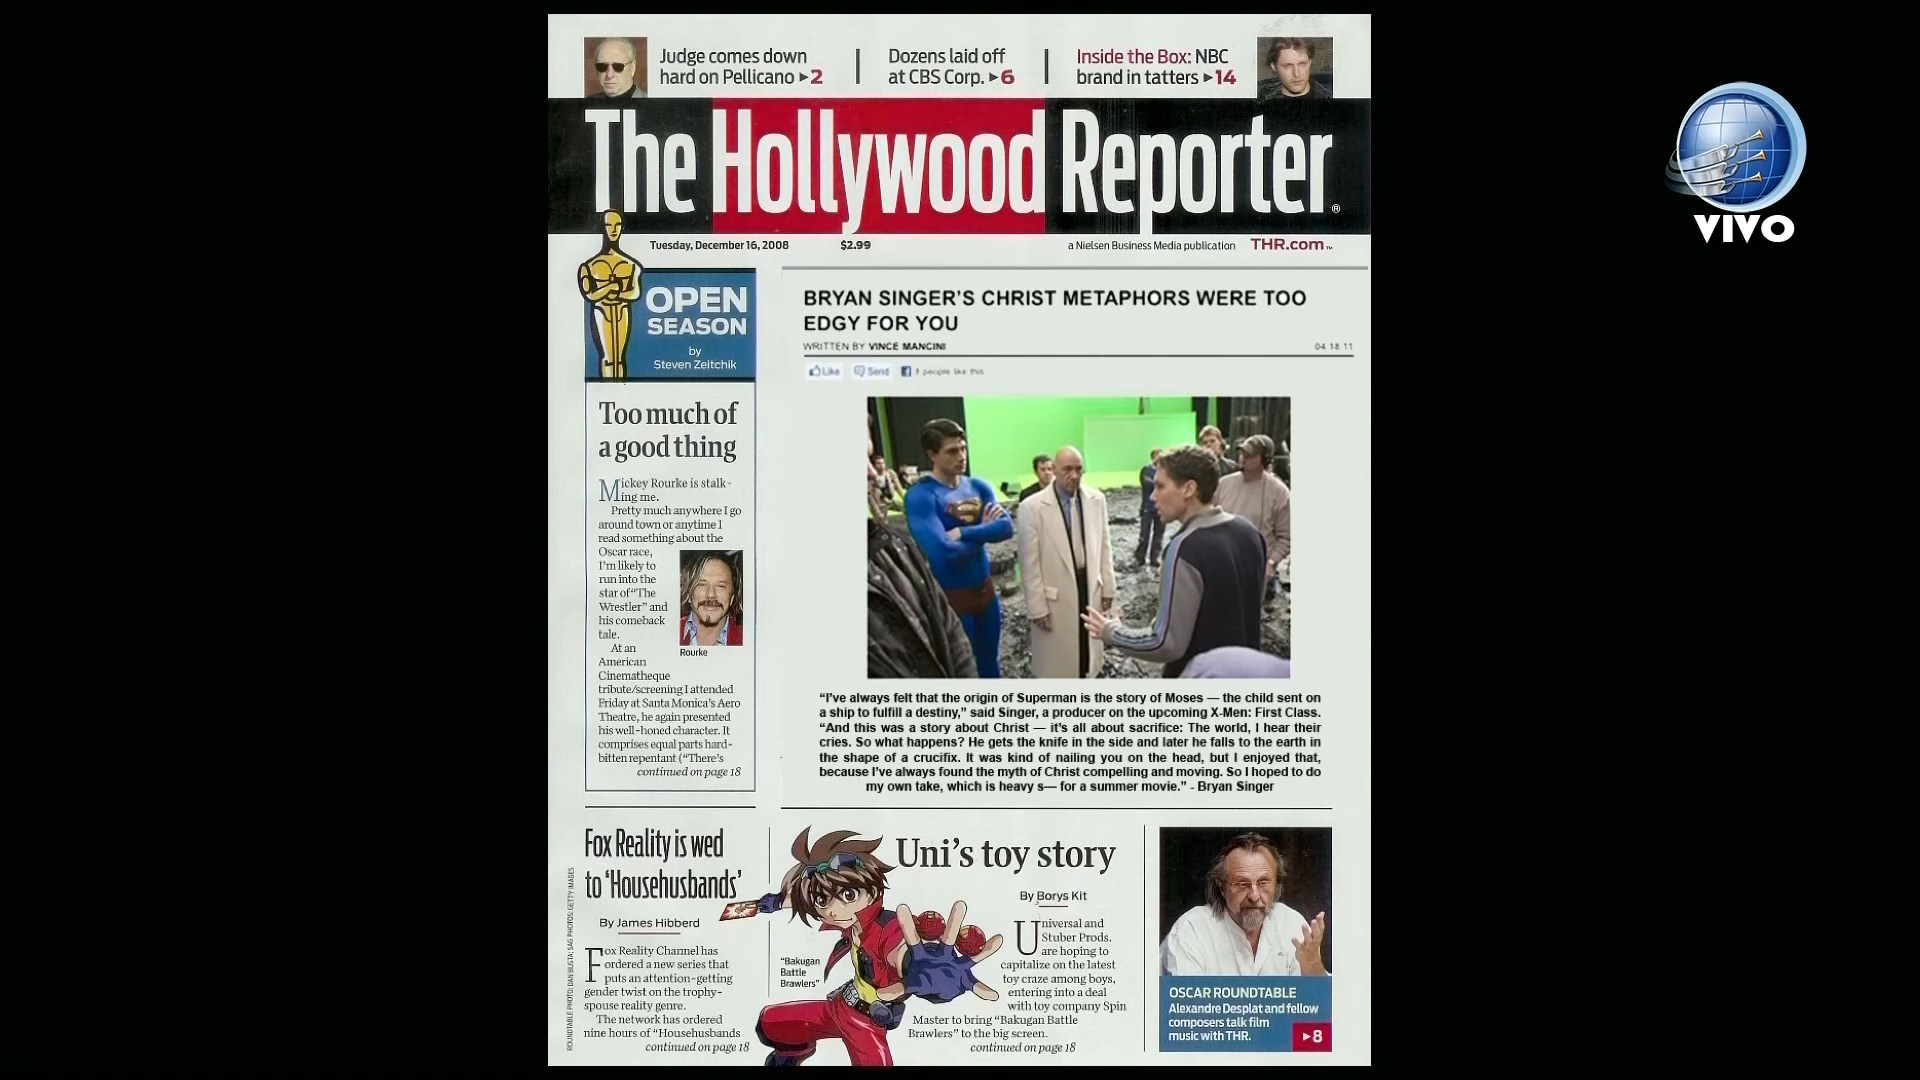 Judge comes down
hard on Pellicano ▸2
Dozens laid off
at CBS Corp. ▸6
Inside the Box: NBC
brand in tatters ▸14
The Hollywood Reporter®
Tuesday, December 16, 2008
$2.99
a Nielsen Business Media publication
THR.com™
VIVO
OPEN
SEASON
by
Steven Zeitchik
Too much of
a good thing
Mickey Rourke is stalk-
ing me.
Pretty much anywhere I go
around town or anytime I
read something about the
Oscar race,
I'm likely to
run into the
star of "The
Wrestler" and
his comeback
tale.
At an
American
Cinematheque
tribute/screening I attended
Friday at Santa Monica's Aero
Theatre, he again presented
his well-honed character. It
comprises equal parts hard-
bitten repentant ("There's
continued on page 18
Rourke
BRYAN SINGER'S CHRIST METAPHORS WERE TOO
EDGY FOR YOU
WRITTEN BY VINCE MANCINI
04.18.11
Like
Send
people like this
"I've always felt that the origin of Superman is the story of Moses — the child sent on
a ship to fulfill a destiny," said Singer, a producer on the upcoming X-Men: First Class.
"And this was a story about Christ — it's all about sacrifice: The world, I hear their
cries. So what happens? He gets the knife in the side and later he falls to the earth in
the shape of a crucifix. It was kind of nailing you on the head, but I enjoyed that,
because I've always found the myth of Christ compelling and moving. So I hoped to do
my own take, which is heavy s— for a summer movie." - Bryan Singer
Fox Reality is wed
to 'Househusbands'
By James Hibberd
Fox Reality Channel has
ordered a new series that
puts an attention-getting
gender twist on the trophy-
spouse reality genre.
The network has ordered
nine hours of "Househusbands
continued on page 18
ROUNDTABLE PHOTO: DAN BUSTA; SAG PHOTOS: GETTY IMAGES
"Bakugan
Battle
Brawlers"
Uni's toy story
By Borys Kit
Universal and
Stuber Prods.
are hoping to
capitalize on the latest
toy craze among boys,
entering into a deal
with toy company Spin
Master to bring "Bakugan Battle
Brawlers" to the big screen.
continued on page 18
OSCAR ROUNDTABLE
Alexandre Desplat and fellow
composers talk film
music with THR.
▸8